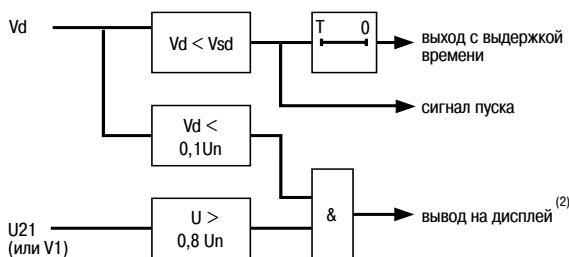 Vd
Vd < Vsd
T 0
выход с выдержкой
времени
сигнал пуска
Vd <
0,1Un
U21
(или V1)
U >
0,8 Un
&
вывод на дисплей (2)